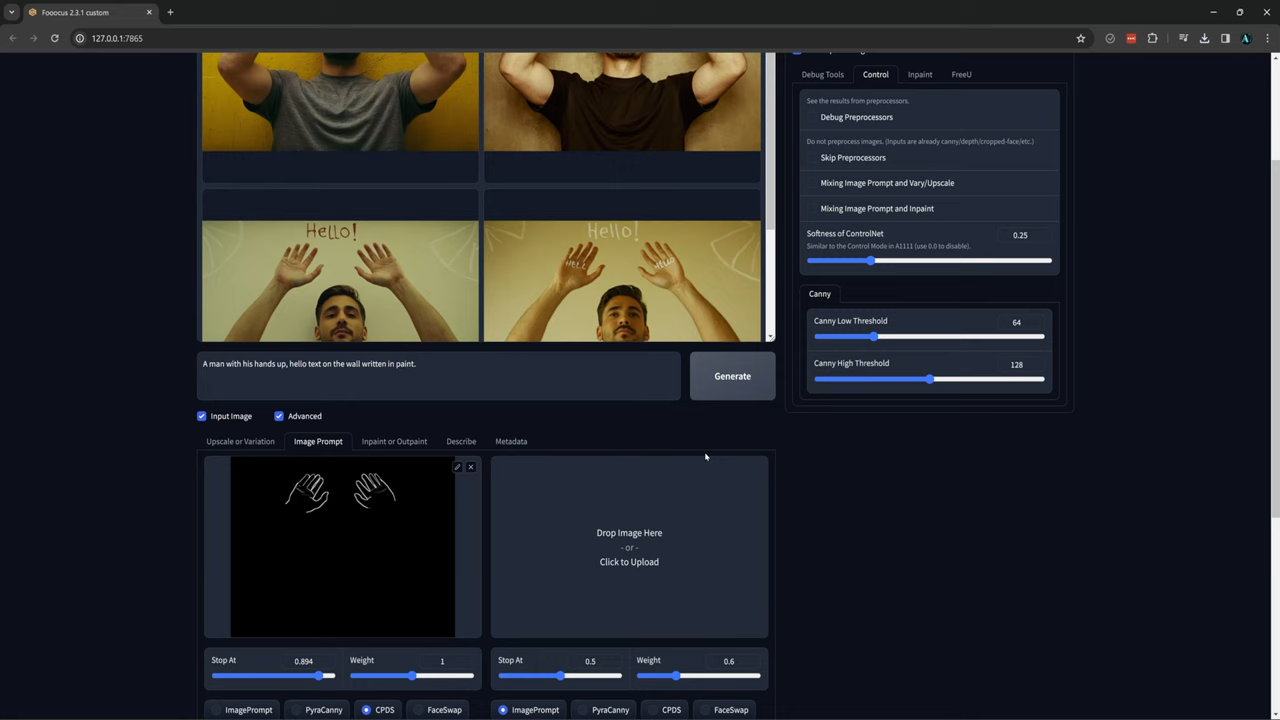 Fooocus 2.3.1 custom
127.0.0.1:7865
Debug Tools
Control
Inpaint
FreeU
See the results from preprocessors.
Debug Preprocessors
Do not preprocess images. (Inputs are already canny/depth/cropped-face/etc.)
Skip Preprocessors
Mixing Image Prompt and Vary/Upscale
Mixing Image Prompt and Inpaint
Softness of ControlNet
0.25
Similar to the Control Mode in A1111 (use 0.0 to disable).
Canny
Canny Low Threshold
64
Canny High Threshold
128
Hello!
Hello!
HELL
A man with his hands up, hello text on the wall written in paint.
Generate
Input Image
Advanced
Upscale or Variation
Image Prompt
Inpaint or Outpaint
Describe
Metadata
Drop Image Here
- or -
Click to Upload
Stop At
0.894
Weight
1
Stop At
0.5
Weight
0.6
ImagePrompt
PyraCanny
CPDS
FaceSwap
ImagePrompt
PyraCanny
CPDS
FaceSwap